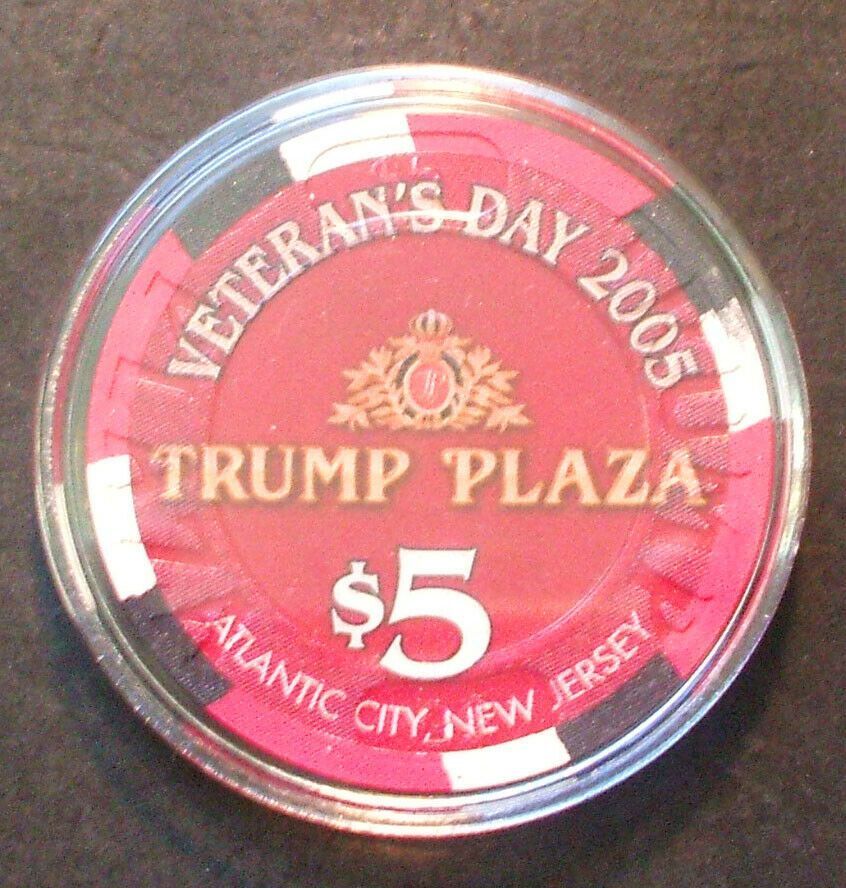 VETERAN'S DAY 2005
TRUMP PLAZA
$5
ATLANTIC CITY, NEW JERSEY